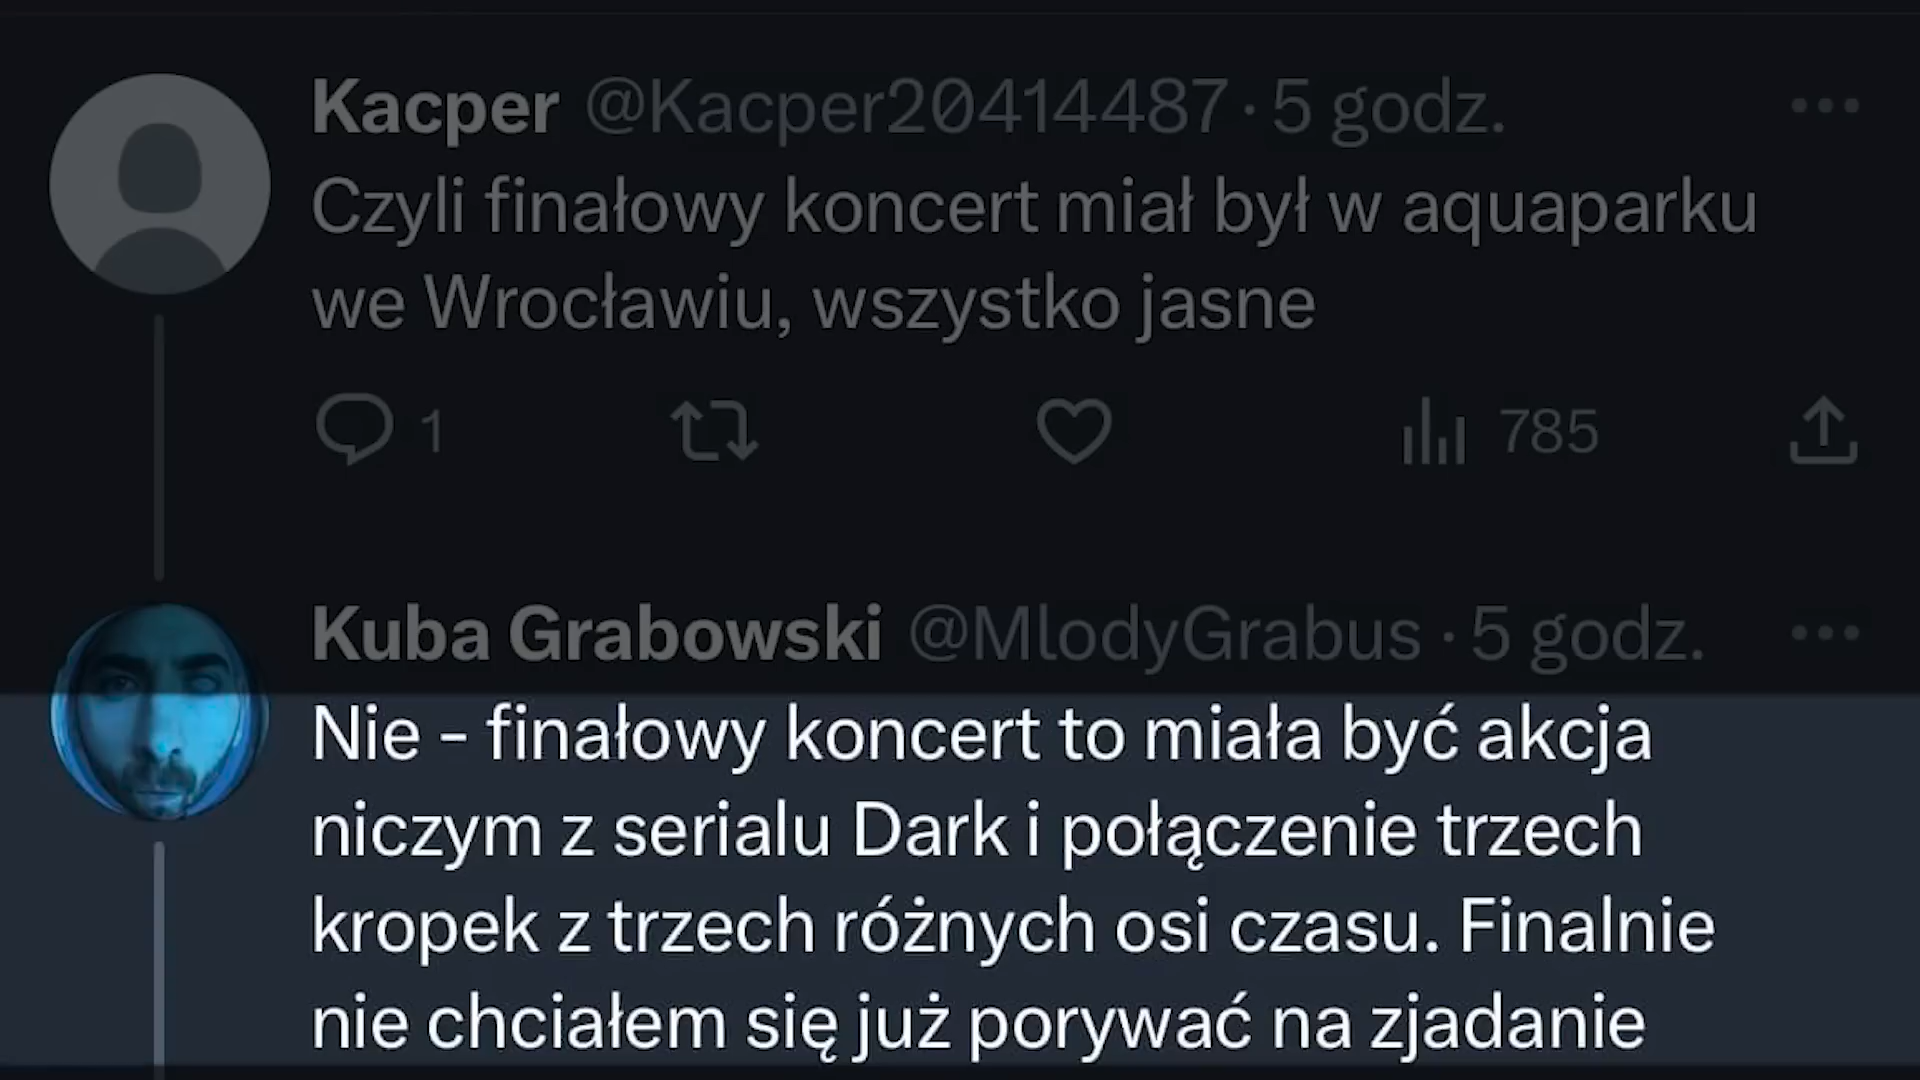 Kacper @Kacper20414487 · 5 godz.
Czyli finałowy koncert miał był w aquaparku
we Wrocławiu, wszystko jasne
1 785
Kuba Grabowski @MlodyGrabus · 5 godz.
Nie – finałowy koncert to miała być akcja
niczym z serialu Dark i połączenie trzech
kropek z trzech różnych osi czasu. Finalnie
nie chciałem się już porywać na zjadanie